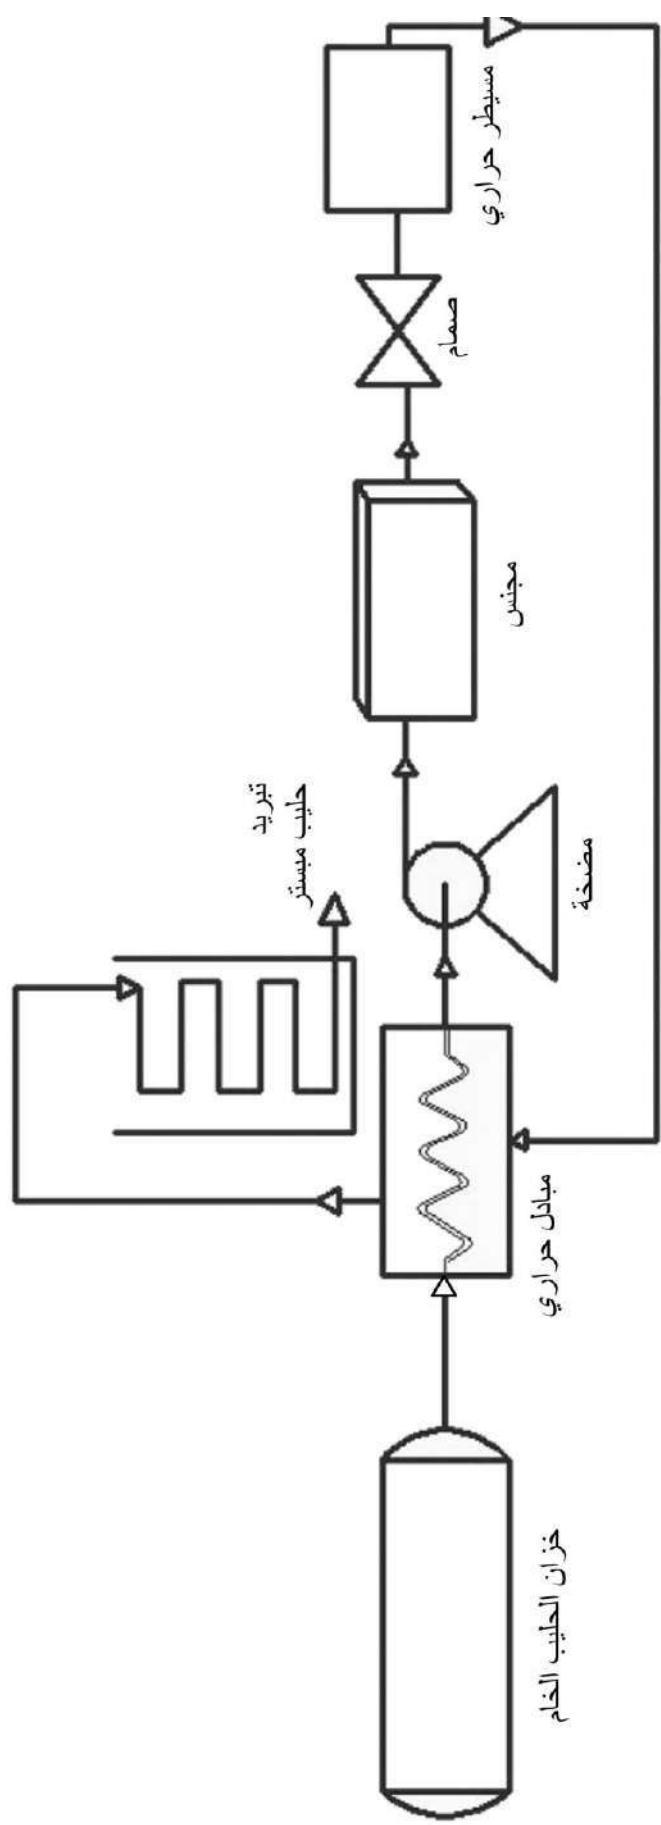 خزان الحليب الخام
مبادل حراري
تبريد
حليب مبستر
مضخة
مجنس
صمام
مسيطر حراري